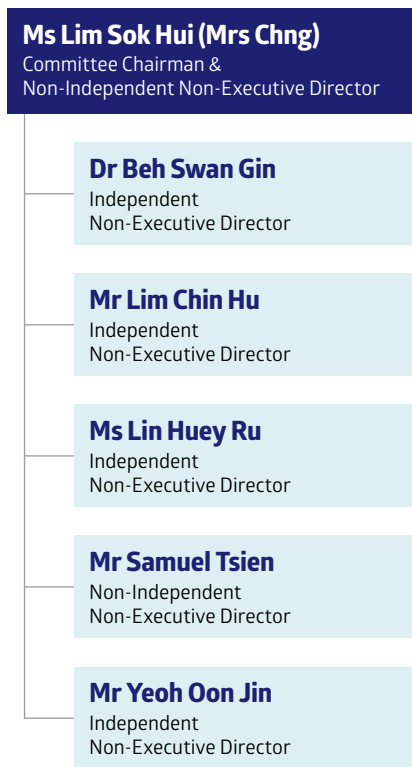 Ms Lim Sok Hui (Mrs Chng)
Committee Chairman &
Non-Independent Non-Executive Director
Dr Beh Swan Gin
Independent
Non-Executive Director
Mr Lim Chin Hu
Independent
Non-Executive Director
Ms Lin Huey Ru
Independent
Non-Executive Director
Mr Samuel Tsien
Non-Independent
Non-Executive Director
Mr Yeoh Oon Jin
Independent
Non-Executive Director